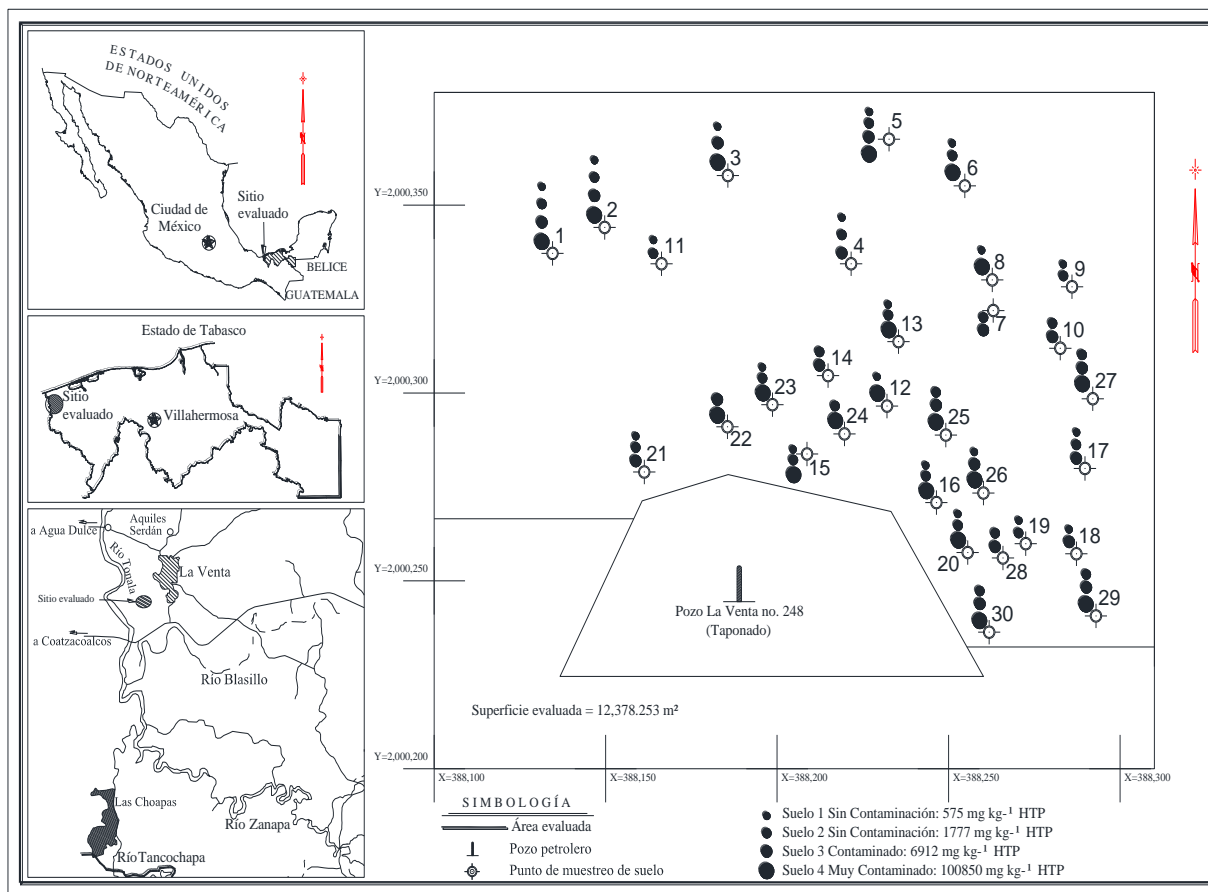 ESTADOS UNIDOS
DE NORTEAMÉRICA
N
Ciudad de
México
Sitio
evaluado
BELICE
GUATEMALA
Estado de Tabasco
N
Sitio
evaluado
Villahermosa
a Agua Dulce
Aquiles
Serdán
Río Tonala
La Venta
Sitio evaluado
a Coatzacoalcos
Río Blasillo
Las Choapas
Río Zanapa
Río Tancochapa
Y=2,000,350
Y=2,000,300
Y=2,000,250
Y=2,000,200
X=388,100
X=388,150
X=388,200
X=388,250
X=388,300
5
3
6
2
1
11
4
8
9
7
13
10
14
27
23
12
24
25
22
21
15
17
26
16
19
18
20
28
29
30
N
Pozo La Venta no. 248
(Taponado)
Superficie evaluada = 12,378.253 m²
SIMBOLOGÍA
Área evaluada
Pozo petrolero
Punto de muestreo de suelo
Suelo 1 Sin Contaminación: 575 mg kg-¹ HTP
Suelo 2 Sin Contaminación: 1777 mg kg-¹ HTP
Suelo 3 Contaminado: 6912 mg kg-¹ HTP
Suelo 4 Muy Contaminado: 100850 mg kg-¹ HTP